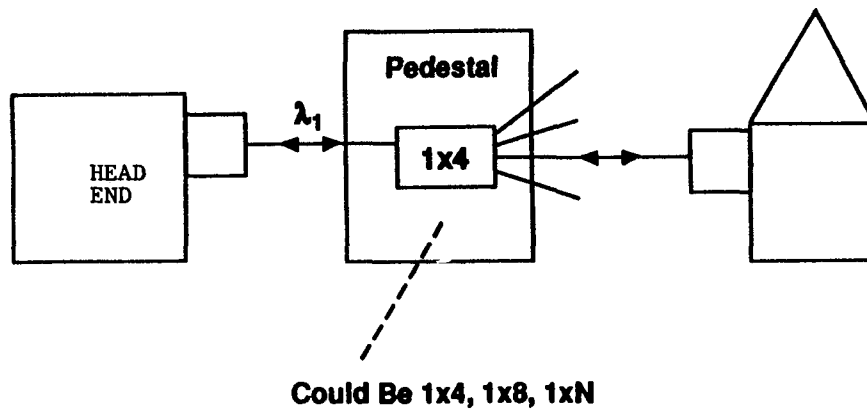 Pedestal
λ₁
1x4
HEAD
END
Could Be 1x4, 1x8, 1xN